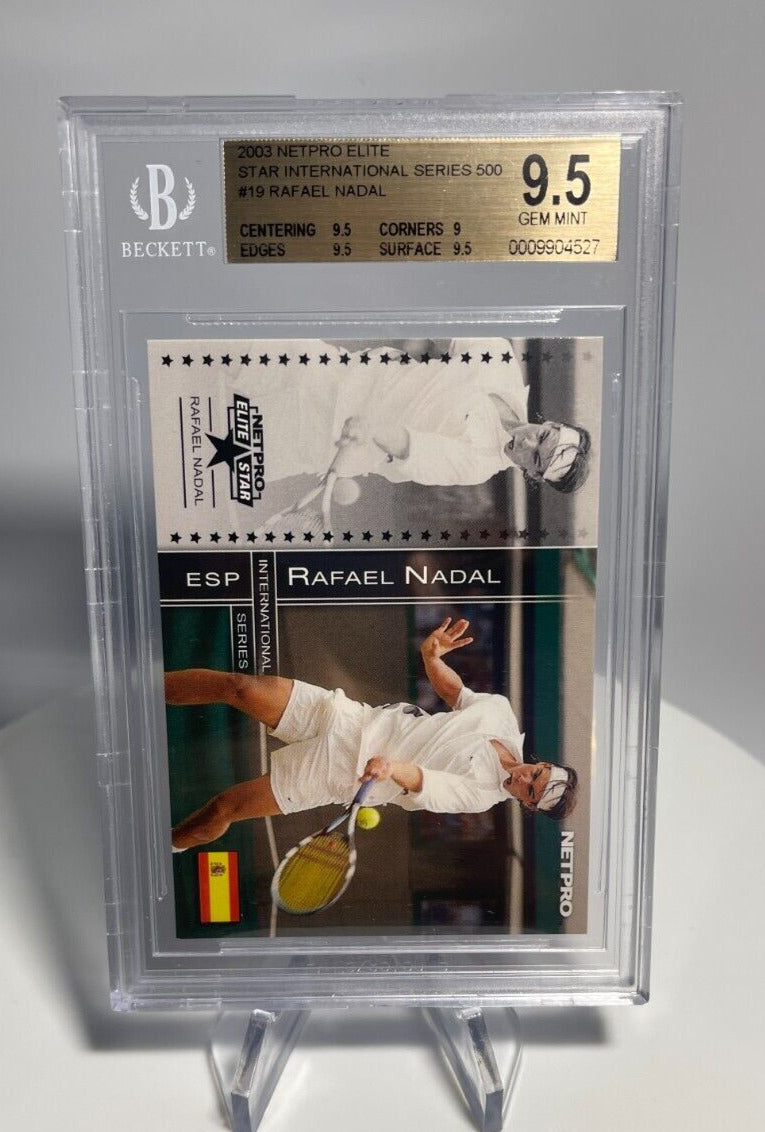 2003 NETPRO ELITE
STAR INTERNATIONAL SERIES 500
#19 RAFAEL NADAL
9.5
GEM MINT
CENTERING 9.5 CORNERS 9
EDGES 9.5 SURFACE 9.5
0009904527
B
BECKETT®
NETPRO
ELITE STAR
RAFAEL NADAL
ESP
RAFAEL NADAL
INTERNATIONAL
SERIES
NETPRO